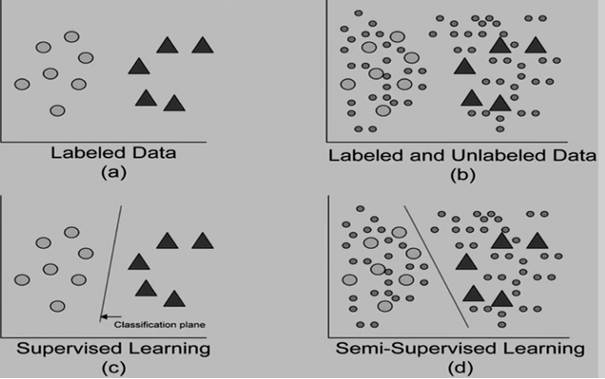 Labeled Data
(a)
Labeled and Unlabeled Data
(b)
Classification plane
Supervised Learning
(c)
Semi-Supervised Learning
(d)